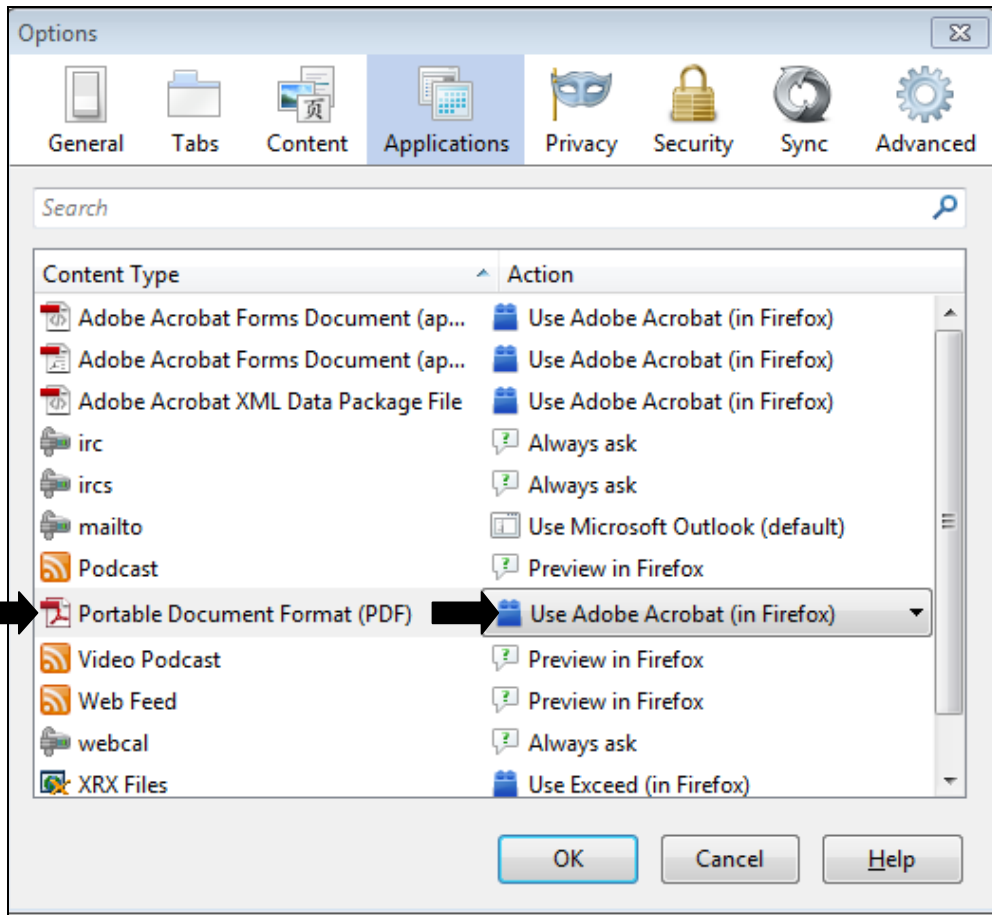 Options
页
General Tabs Content Applications Privacy Security Sync Advanced
Search
Content Type Action
Adobe Acrobat Forms Document (ap... Use Adobe Acrobat (in Firefox)
Adobe Acrobat Forms Document (ap... Use Adobe Acrobat (in Firefox)
Adobe Acrobat XML Data Package File Use Adobe Acrobat (in Firefox)
irc Always ask
ircs Always ask
mailto Use Microsoft Outlook (default)
Podcast Preview in Firefox
Portable Document Format (PDF) Use Adobe Acrobat (in Firefox)
Video Podcast Preview in Firefox
Web Feed Preview in Firefox
webcal Always ask
XRX Files Use Exceed (in Firefox)
OK Cancel Help